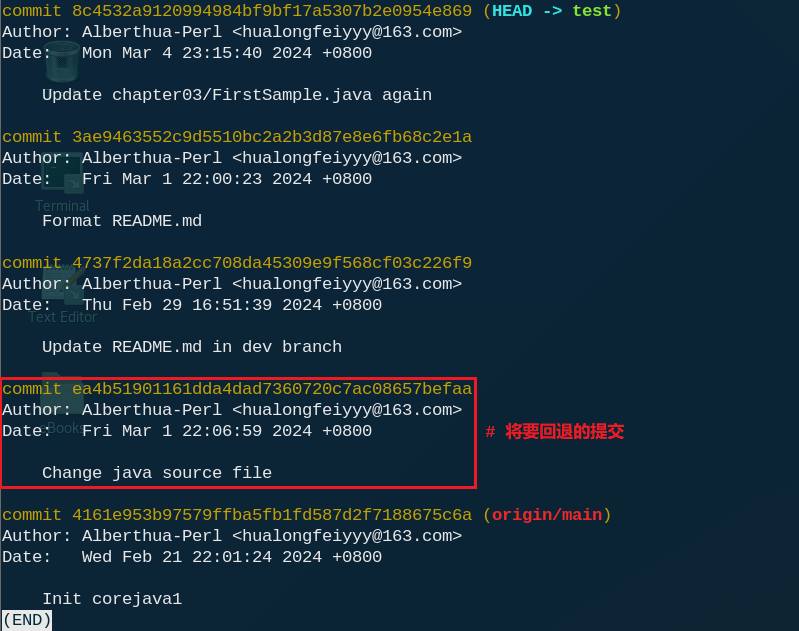 commit 8c4532a9120994984bf9bf17a5307b2e0954e869 (HEAD -> test)
Author: Alberthua-Perl <hualongfeiyyy@163.com>
Date:   Mon Mar 4 23:15:40 2024 +0800
Update chapter03/FirstSample.java again
commit 3ae9463552c9d5510bc2a2b3d87e8e6fb68c2e1a
Author: Alberthua-Perl <hualongfeiyyy@163.com>
Date:   Fri Mar 1 22:00:23 2024 +0800
Terminal
Format README.md
commit 4737f2da18a2cc708da45309e9f568cf03c226f9
Author: Alberthua-Perl <hualongfeiyyy@163.com>
Date:   Thu Feb 29 16:51:39 2024 +0800
Text Editor
Update README.md in dev branch
commit ea4b51901161dda4dad7360720c7ac08657befaa
Author: Alberthua-Perl <hualongfeiyyy@163.com>
Date:   Fri Mar 1 22:06:59 2024 +0800 # 将要回退的提交
eBooks
Change java source file
commit 4161e953b97579ffba5fb1fd587d2f7188675c6a (origin/main)
Author: Alberthua-Perl <hualongfeiyyy@163.com>
Date:   Wed Feb 21 22:01:24 2024 +0800
Init corejava1
(END)